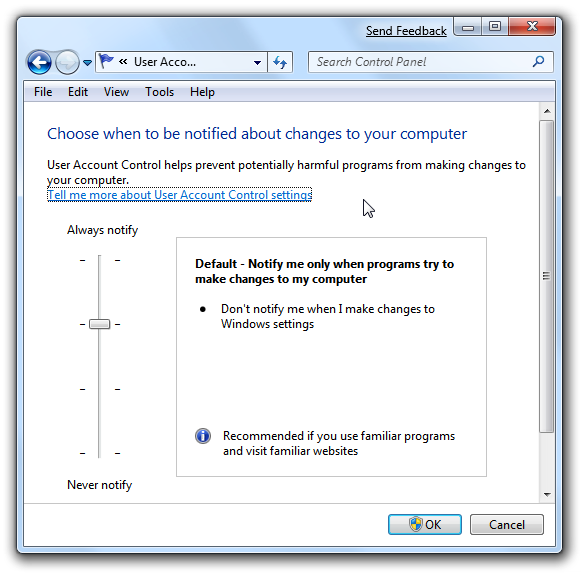 Send Feedback
« User Acco...
Search Control Panel
File Edit View Tools Help
Choose when to be notified about changes to your computer
User Account Control helps prevent potentially harmful programs from making changes to
your computer.
Tell me more about User Account Control settings
Always notify
Default - Notify me only when programs try to
make changes to my computer
● Don't notify me when I make changes to
Windows settings
Recommended if you use familiar programs
and visit familiar websites
Never notify
OK Cancel